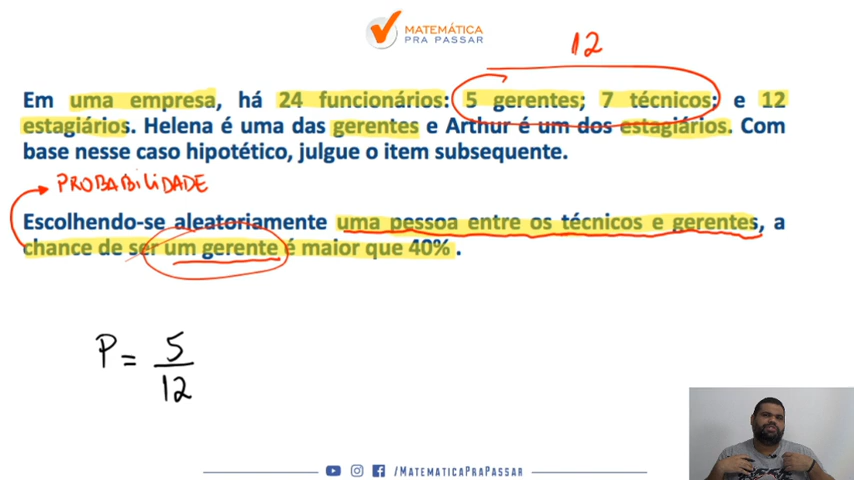 MATEMÁTICA
PRA PASSAR
12
Em uma empresa, há 24 funcionários: 5 gerentes; 7 técnicos; e 12
estagiários. Helena é uma das gerentes e Arthur é um dos estagiários. Com
base nesse caso hipotético, julgue o item subsequente.
PROBABILIDADE
Escolhendo-se aleatoriamente uma pessoa entre os técnicos e gerentes, a
chance de ser um gerente é maior que 40% .
P = 5
12
/MATEMATICAPRAPASSAR